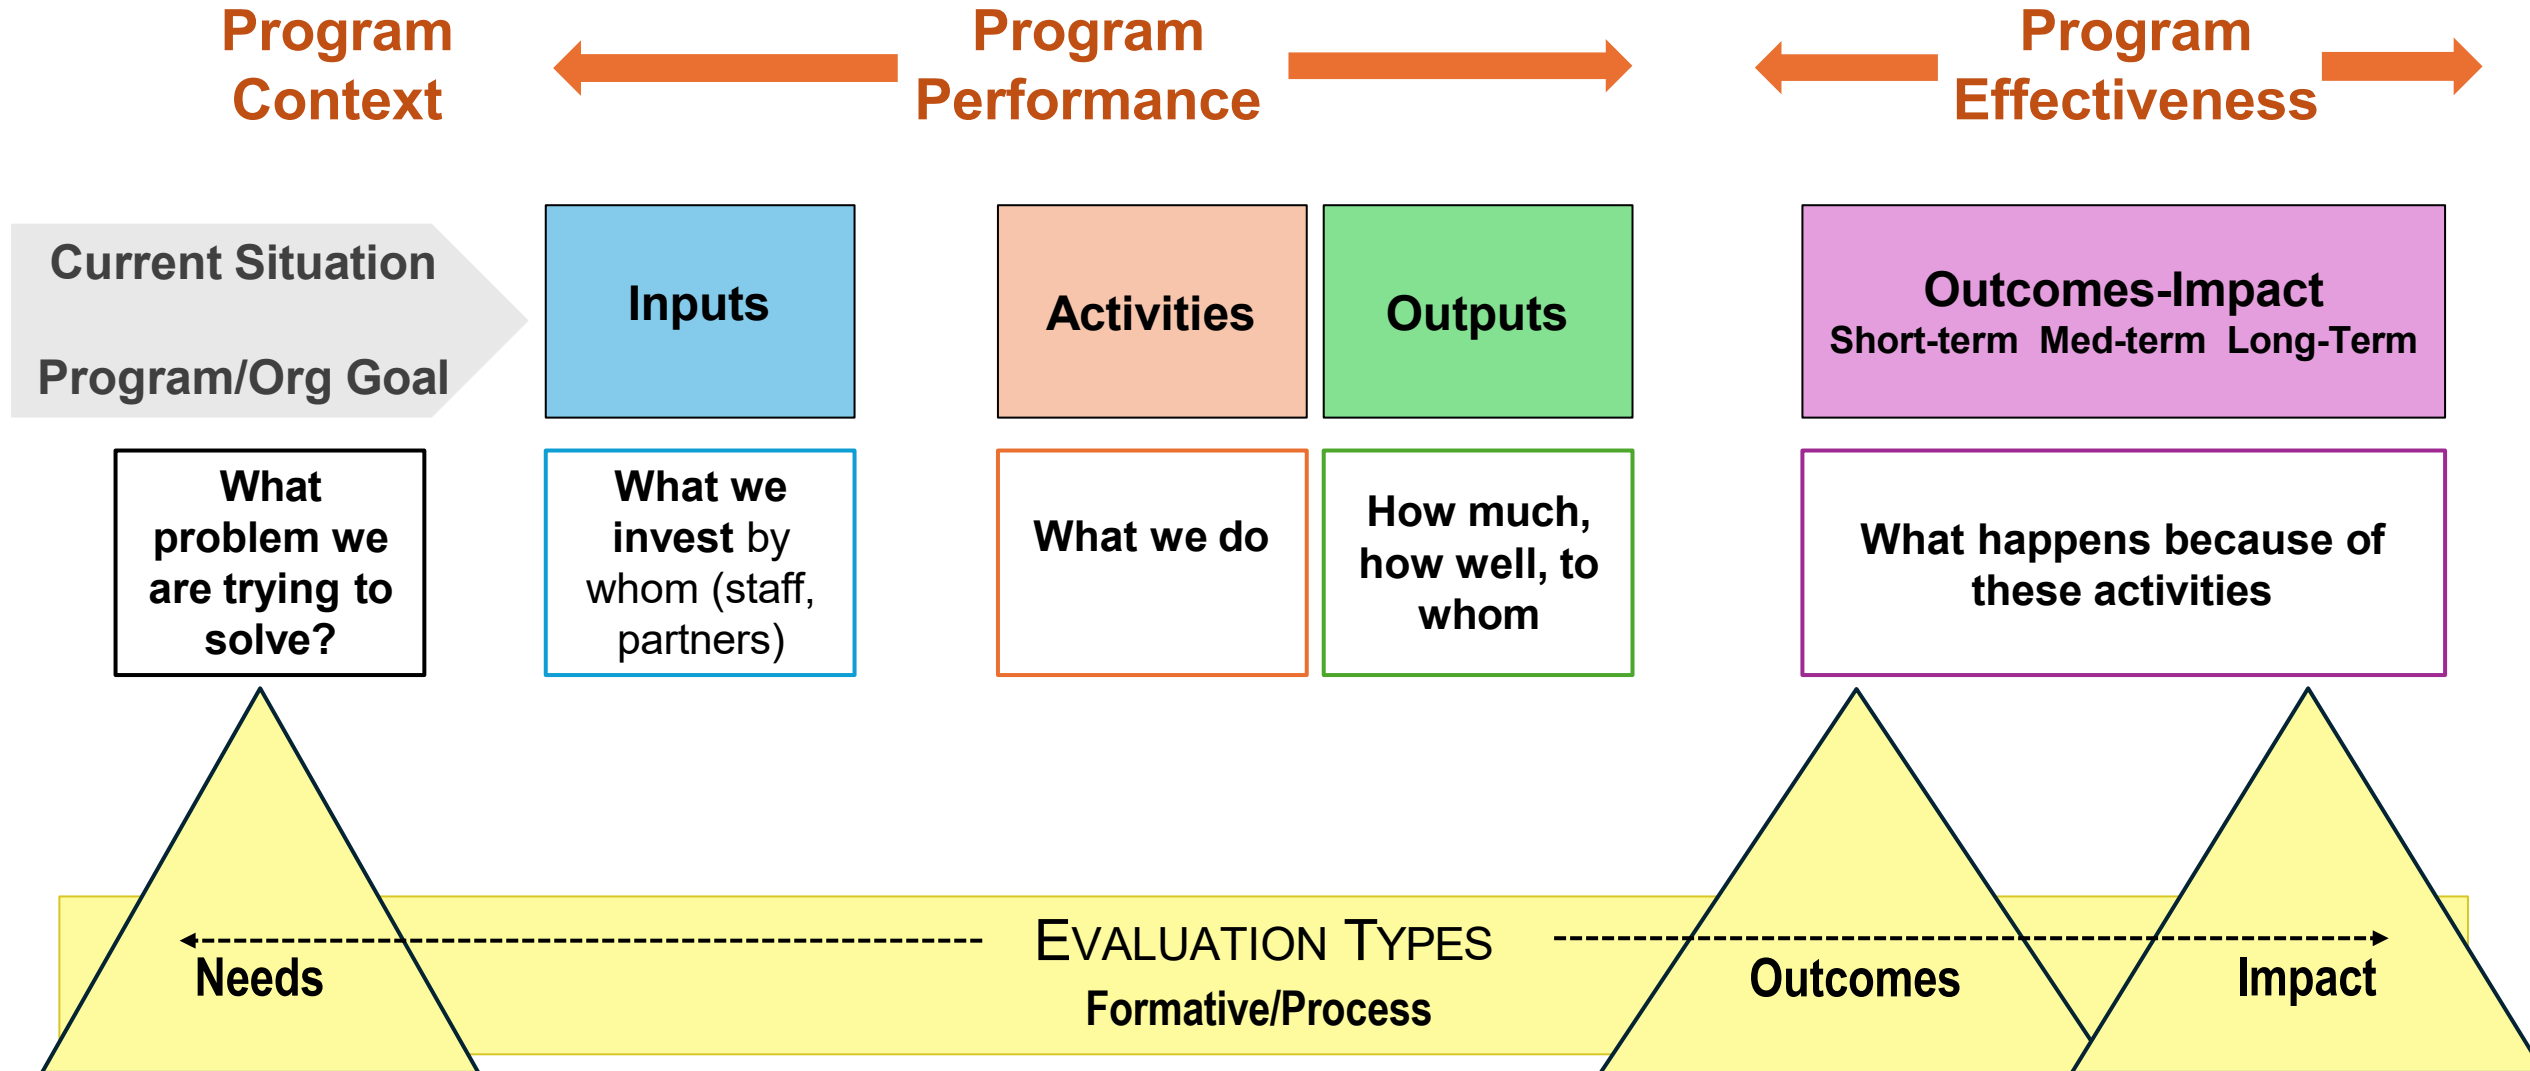 Program
Context
Program
Performance
Program
Effectiveness
Current Situation
Program/Org Goal
Inputs
Activities
Outputs
Outcomes-Impact
Short-term Med-term Long-Term
What
problem we
are trying to
solve?
What we
invest by
whom (staff,
partners)
What we do
How much,
how well, to
whom
What happens because of
these activities
EVALUATION TYPES
Needs
Formative/Process
Outcomes
Impact